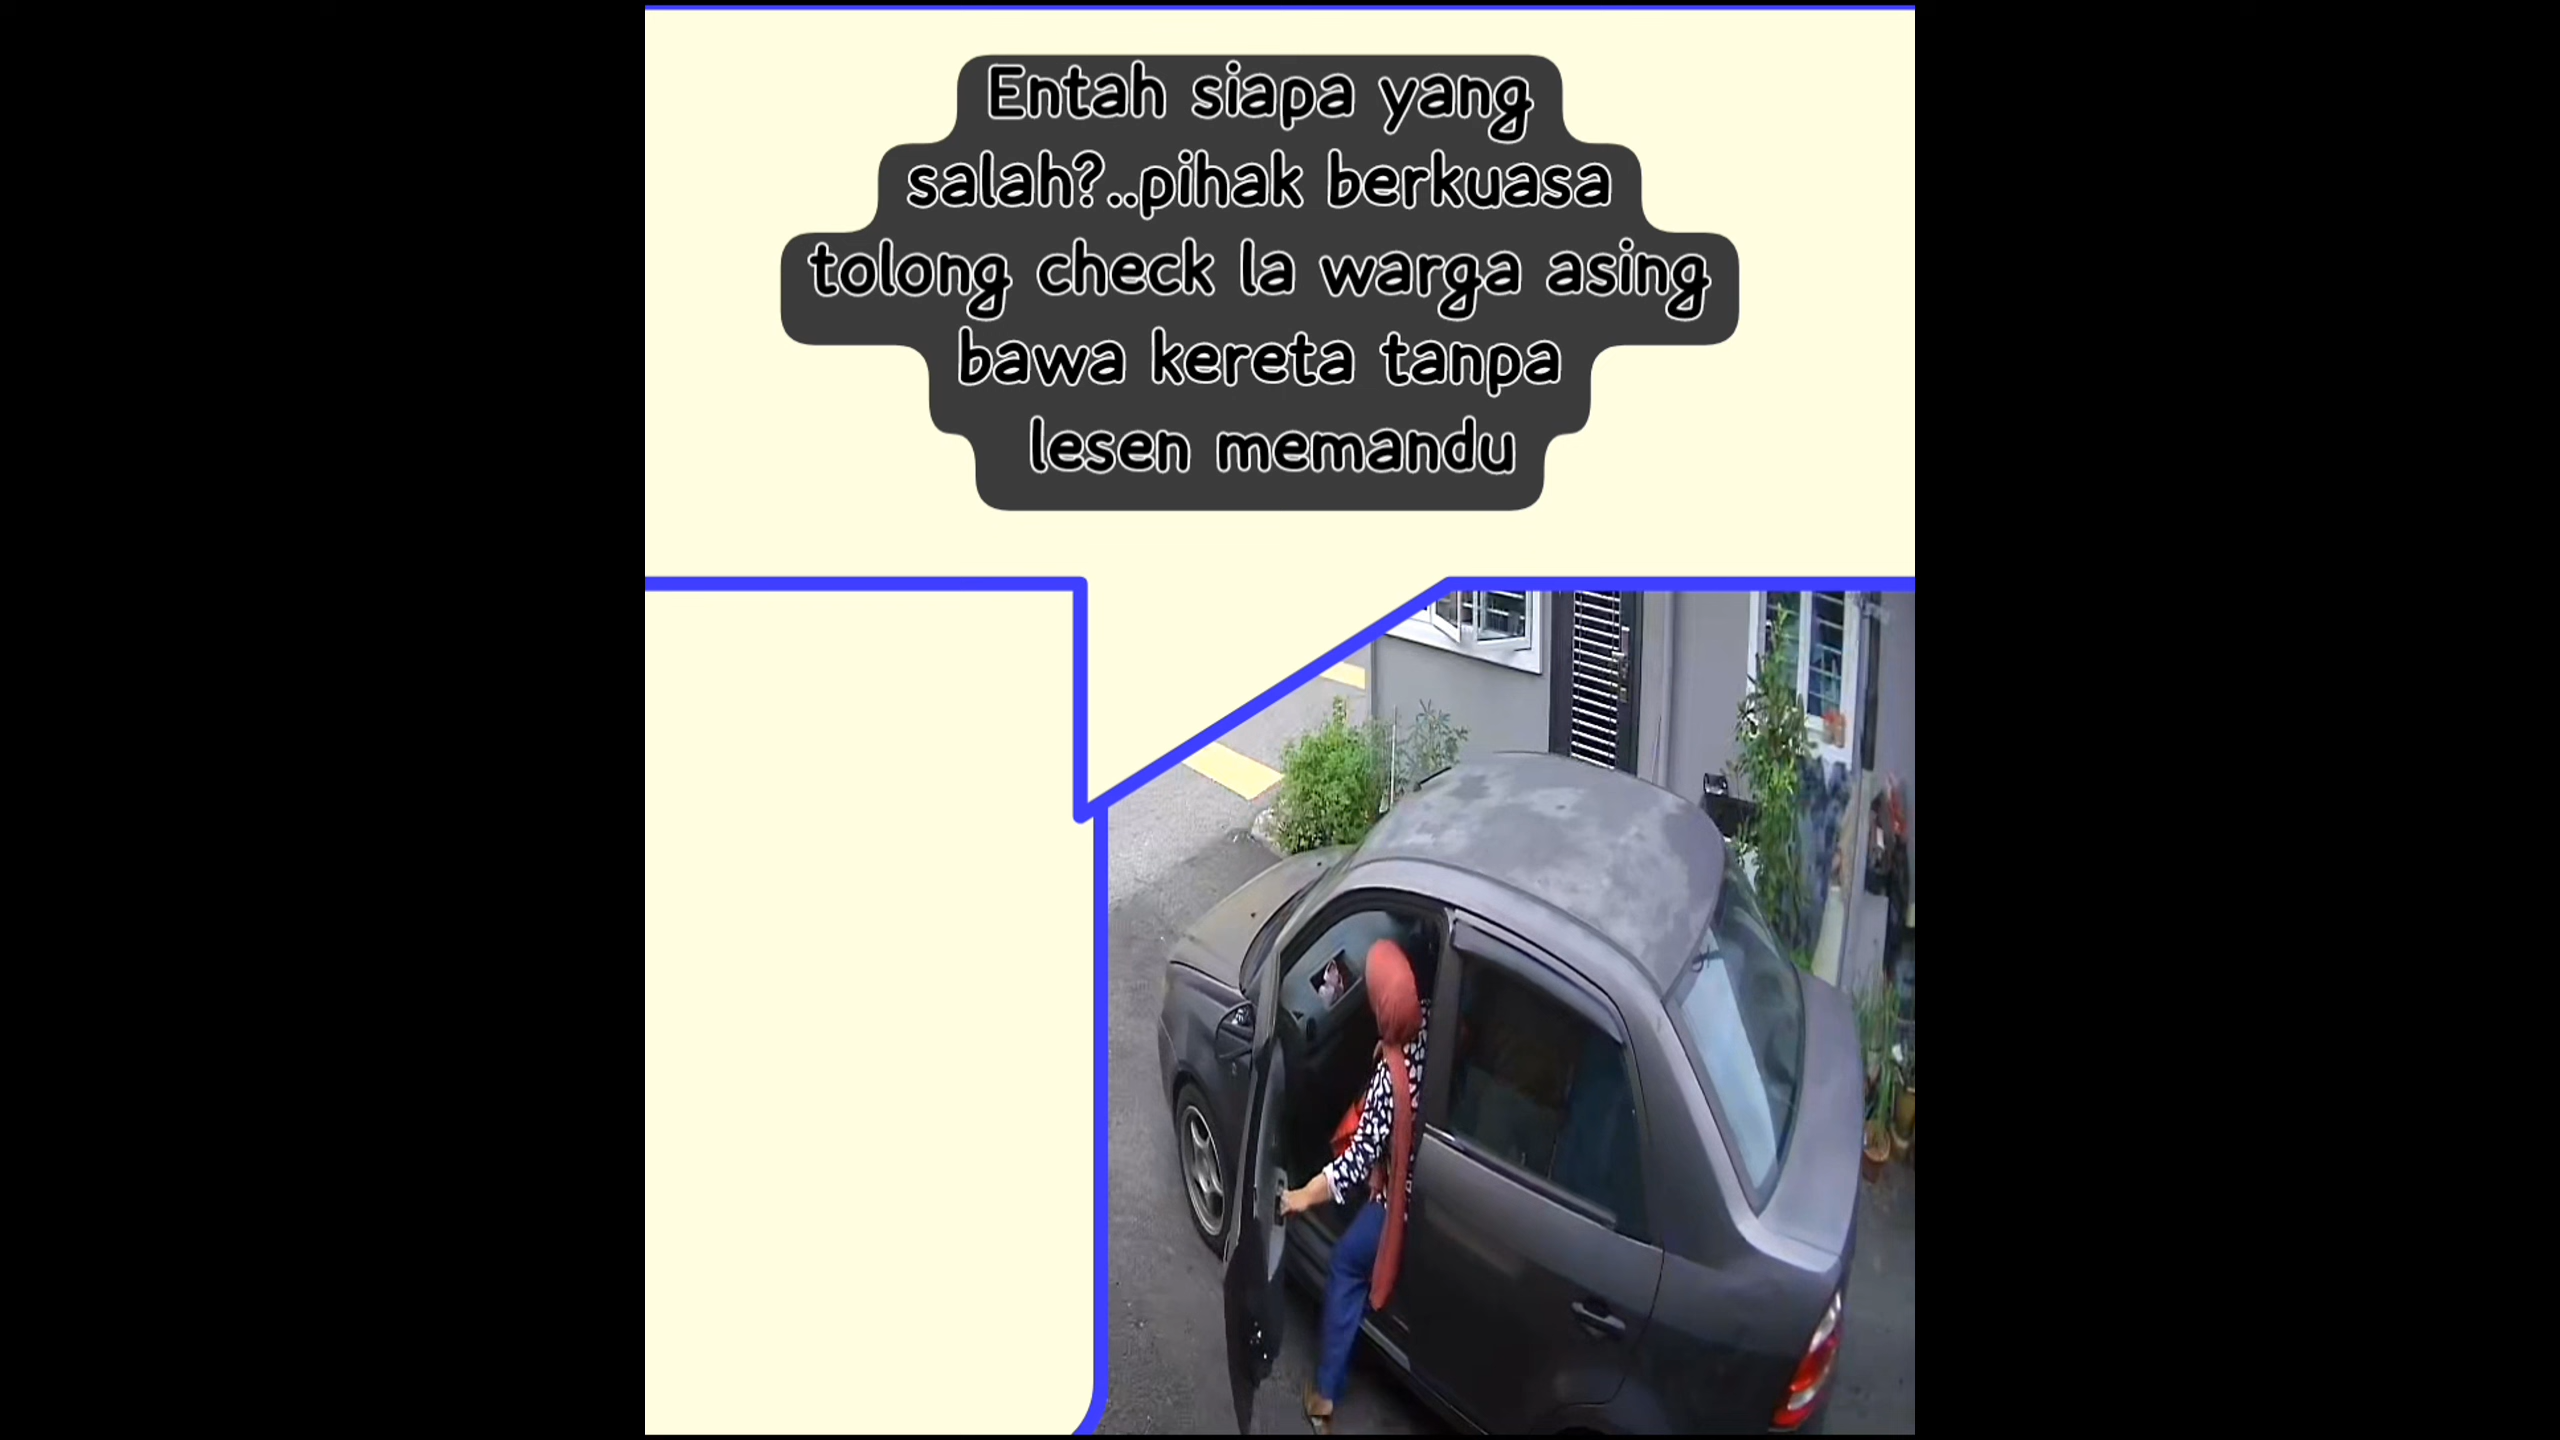 Entah siapa yang
salah?..pihak berkuasa
tolong check la warga asing
bawa kereta tanpa
lesen memandu